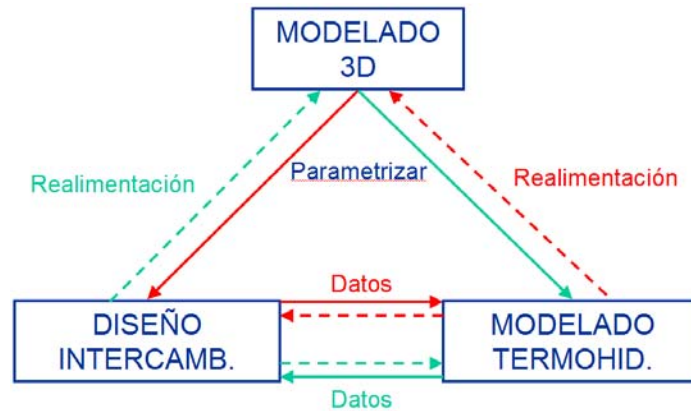 MODELADO
3D
Realimentación
Parametrizar
Realimentación
Datos
DISEÑO
INTERCAMB.
MODELADO
TERMOHID.
Datos